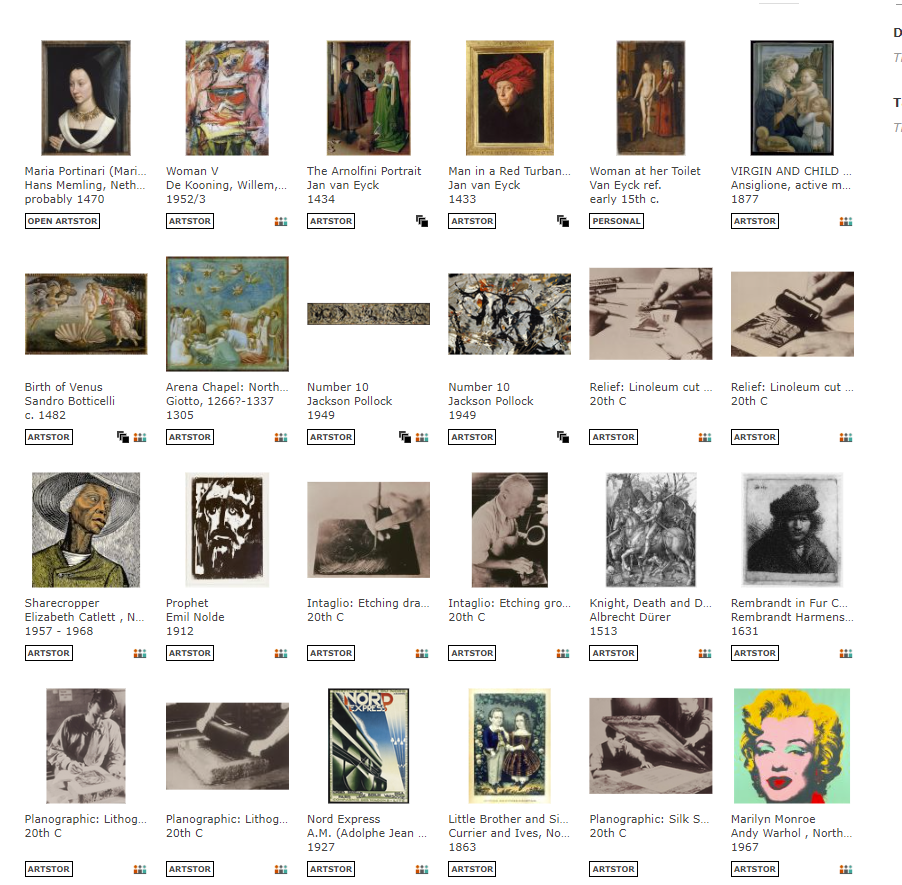 D
Maria Portinari (Mari...
Hans Memling, Neth...
probably 1470
OPEN ARTSTOR
Woman V
De Kooning, Willem,...
1952/3
ARTSTOR
The Arnolfini Portrait
Jan van Eyck
1434
ARTSTOR
Man in a Red Turban...
Jan van Eyck
1433
ARTSTOR
Woman at her Toilet
Van Eyck ref.
early 15th c.
PERSONAL
VIRGIN AND CHILD ...
Ansiglione, active m...
1877
ARTSTOR
T
Birth of Venus
Sandro Botticelli
c. 1482
ARTSTOR
Arena Chapel: North...
Giotto, 1266?-1337
1305
ARTSTOR
Number 10
Jackson Pollock
1949
ARTSTOR
Number 10
Jackson Pollock
1949
ARTSTOR
Relief: Linoleum cut ...
20th C
ARTSTOR
Relief: Linoleum cut ...
20th C
ARTSTOR
Sharecropper
Elizabeth Catlett , N...
1957 - 1968
ARTSTOR
Prophet
Emil Nolde
1912
ARTSTOR
Intaglio: Etching dra...
20th C
ARTSTOR
Intaglio: Etching gro...
20th C
ARTSTOR
Knight, Death and D...
Albrecht Dürer
1513
ARTSTOR
Rembrandt in Fur C...
Rembrandt Harmens...
1631
ARTSTOR
Planographic: Lithog...
20th C
ARTSTOR
Planographic: Lithog...
20th C
ARTSTOR
NORD
EXPRESS
Nord Express
A.M. (Adolphe Jean ...
1927
ARTSTOR
Little Brother and Si...
Currier and Ives, No...
1863
ARTSTOR
Planographic: Silk S...
20th C
ARTSTOR
Marilyn Monroe
Andy Warhol , North...
1967
ARTSTOR